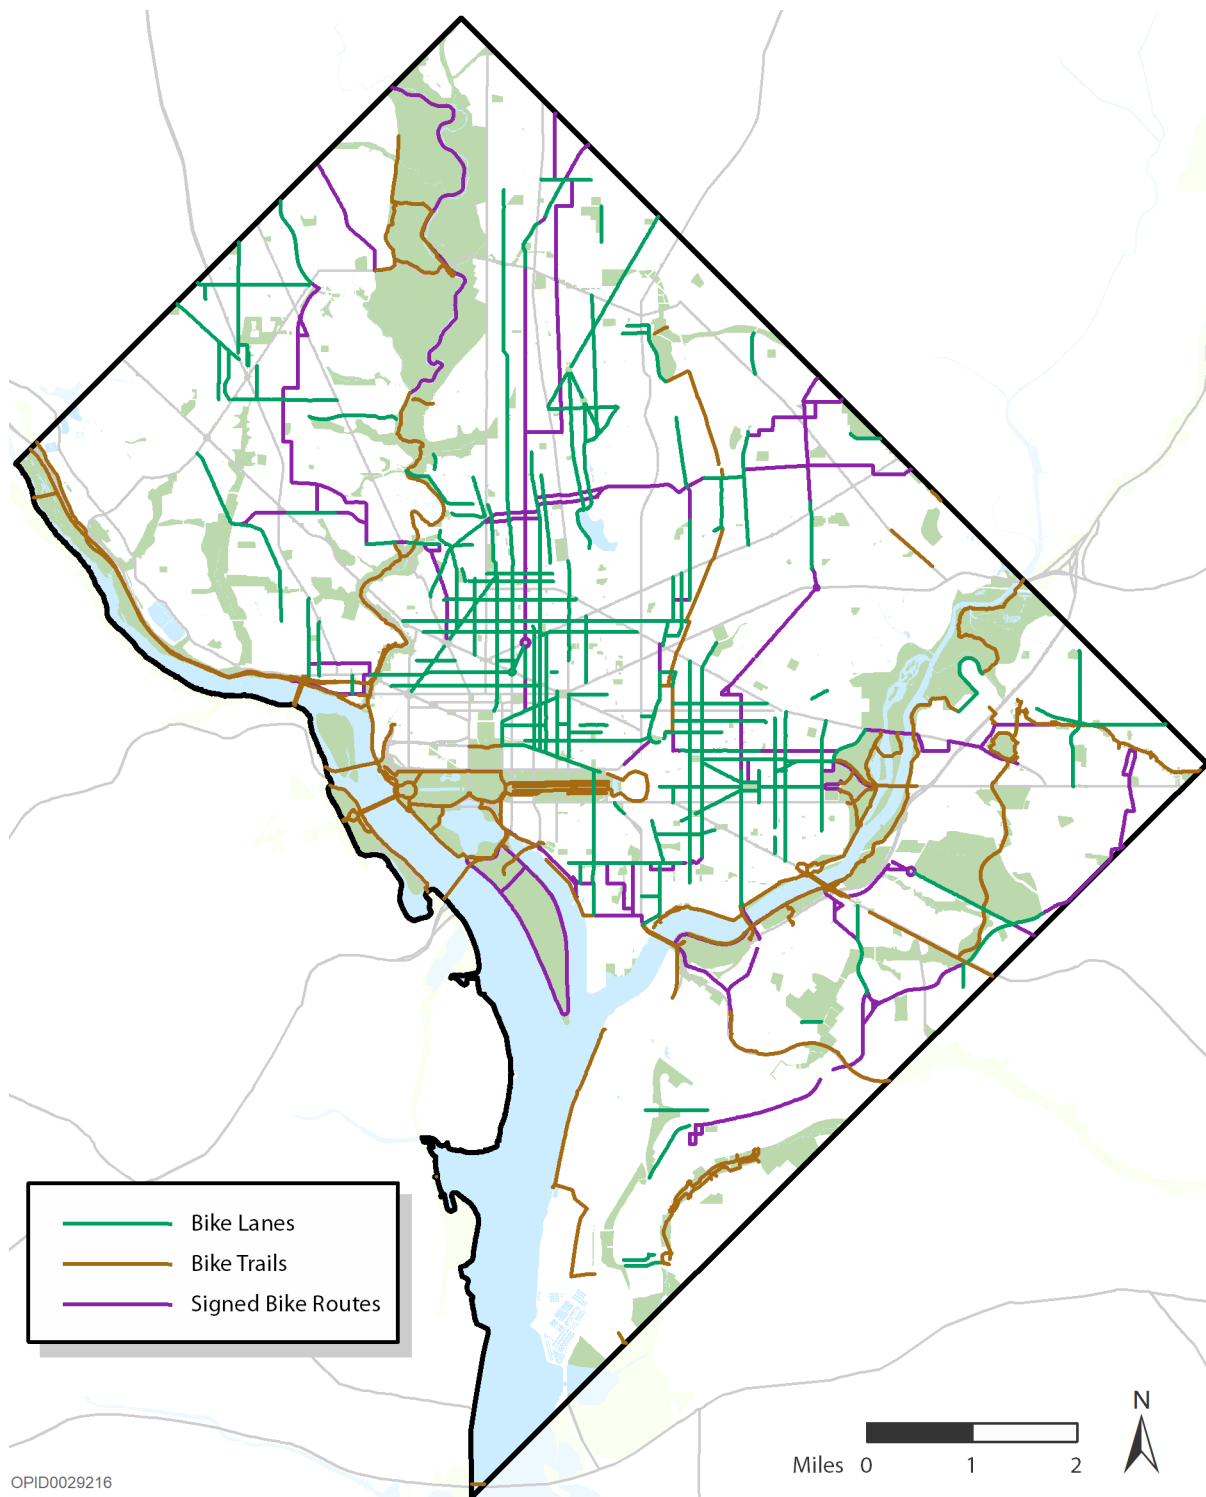 Bike Lanes
Bike Trails
Signed Bike Routes
N
Miles 0 1 2
OPID0029216